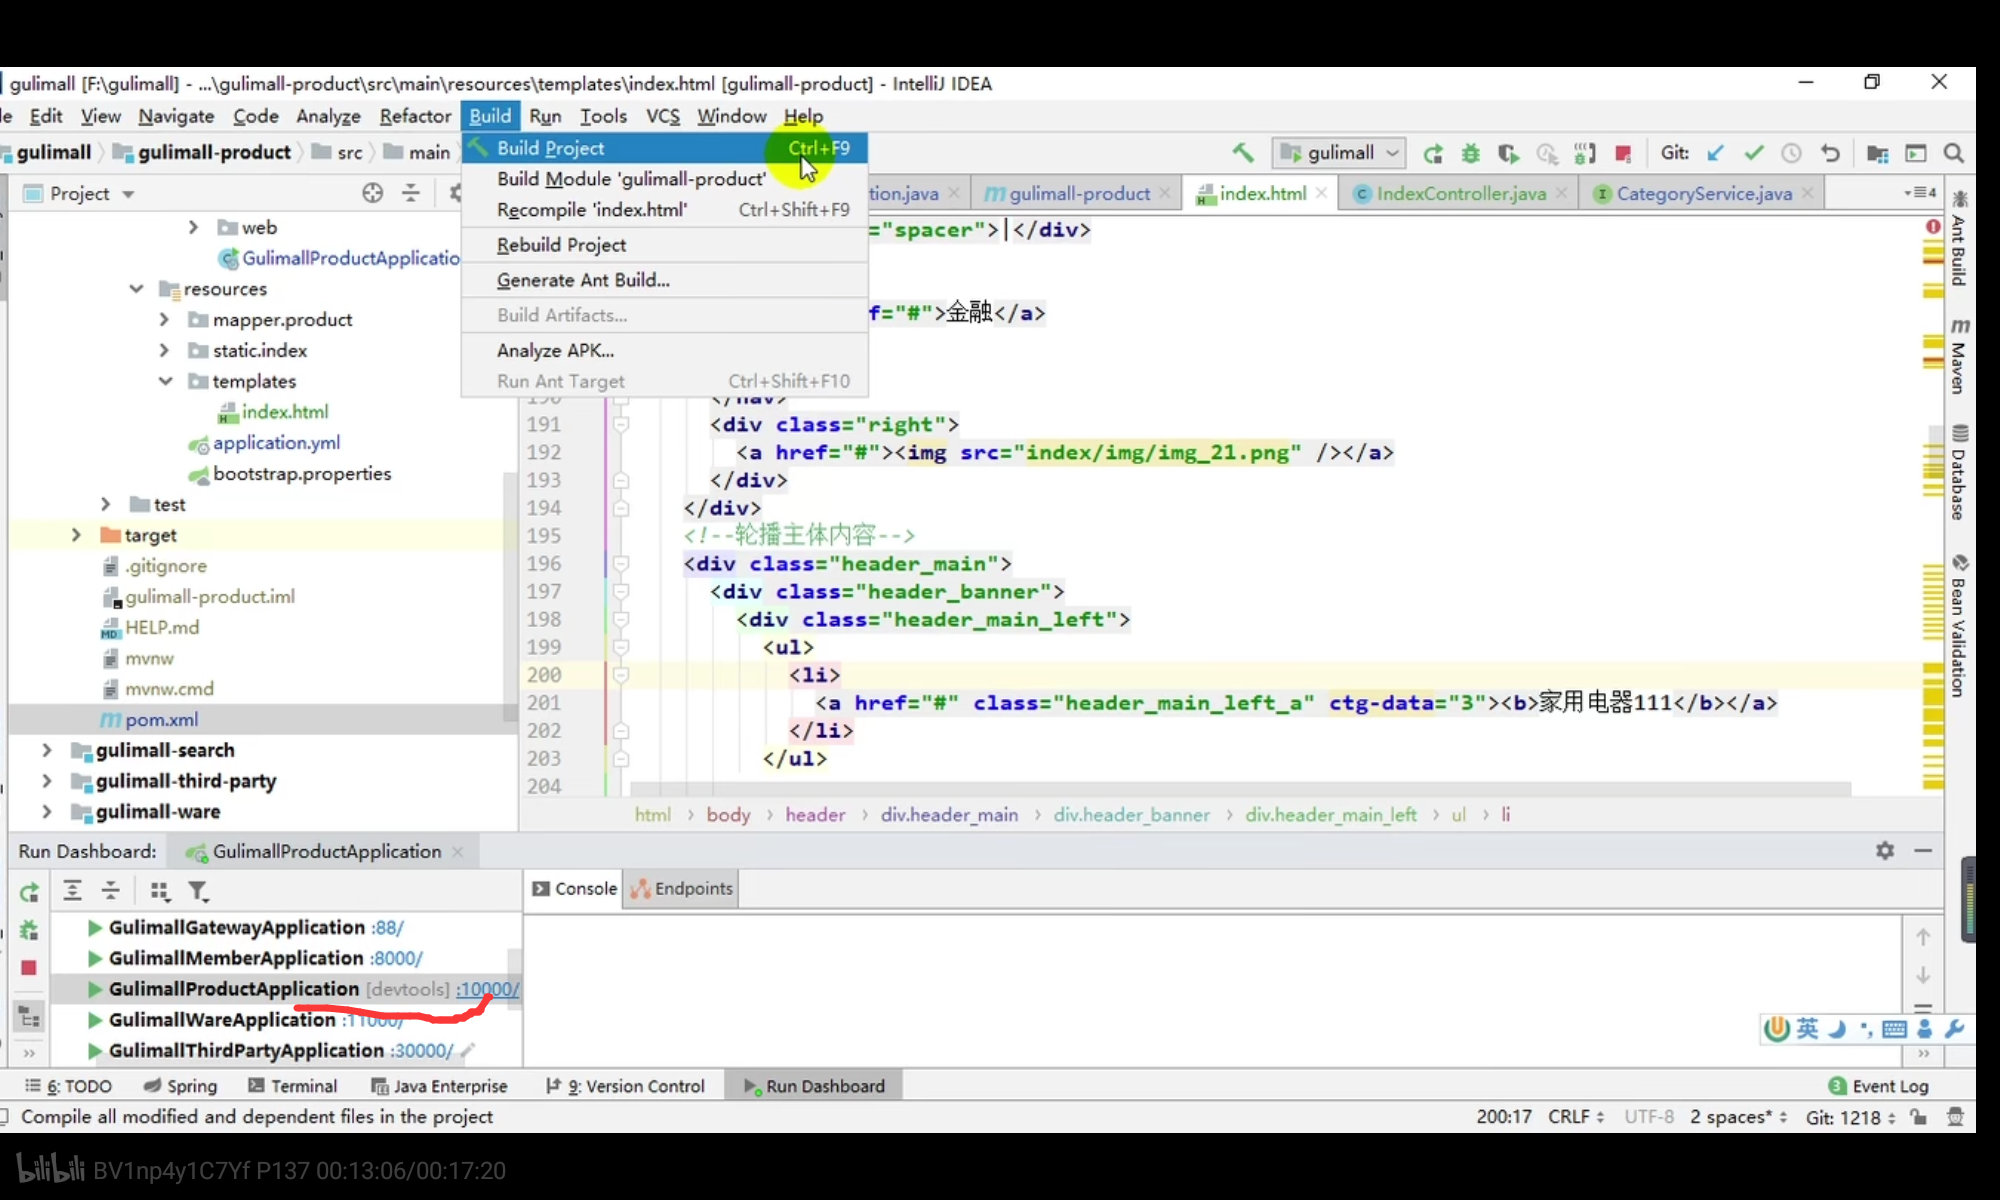 gulimall [F:\gulimall] - ...\gulimall-product\src\main\resources\templates\index.html [gulimall-product] - IntelliJ IDEA
Edit View Navigate Code Analyze Refactor Build Run Tools VCS Window Help
gulimall gulimall-product src main
gulimall
Git:
Build Project Ctrl+F9
Build Module 'gulimall-product'
Recompile 'index.html' Ctrl+Shift+F9
Rebuild Project
Generate Ant Build...
Build Artifacts...
Analyze APK...
Run Ant Target Ctrl+Shift+F10
Project
tion.java gulimall-product index.html IndexController.java CategoryService.java 4
web
GulimallProductApplicatio
resources
mapper.product
static.index
templates
index.html
application.yml
bootstrap.properties
test
target
.gitignore
gulimall-product.iml
HELP.md
mvnw
mvnw.cmd
pom.xml
gulimall-search
gulimall-third-party
gulimall-ware
="spacer">|</div>
f="#">金融</a>
190 </nav>
191 <div class="right">
192 <a href="#"><img src="index/img/img_21.png" /></a>
193 </div>
194 </div>
195 <!--轮播主体内容-->
196 <div class="header_main">
197 <div class="header_banner">
198 <div class="header_main_left">
199 <ul>
200 <li>
201 <a href="#" class="header_main_left_a" ctg-data="3"><b>家用电器111</b></a>
202 </li>
203 </ul>
204
html › body › header › div.header_main › div.header_banner › div.header_main_left › ul › li
Ant Build
Maven
Database
Bean Validation
Run Dashboard: GulimallProductApplication
Console Endpoints
GulimallGatewayApplication :88/
GulimallMemberApplication :8000/
GulimallProductApplication [devtools] :10000/
GulimallWareApplication :11000/
GulimallThirdPartyApplication :30000/
英
6: TODO Spring Terminal Java Enterprise 9: Version Control Run Dashboard 3 Event Log
Compile all modified and dependent files in the project
200:17 CRLF UTF-8 2 spaces* Git: 1218
bilibili BV1np4y1C7Yf P137 00:13:06/00:17:20